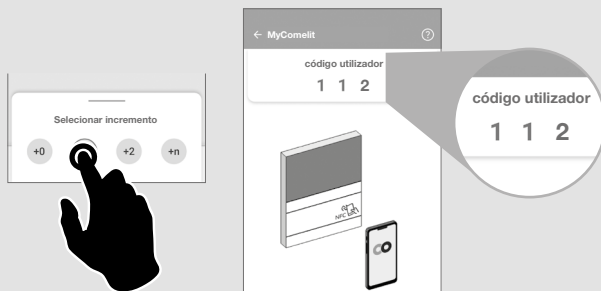 Selecionar incremento
+0 +2 +n
← MyComelit ?
código utilizador
1 1 2
NFC
código utilizador
1 1 2